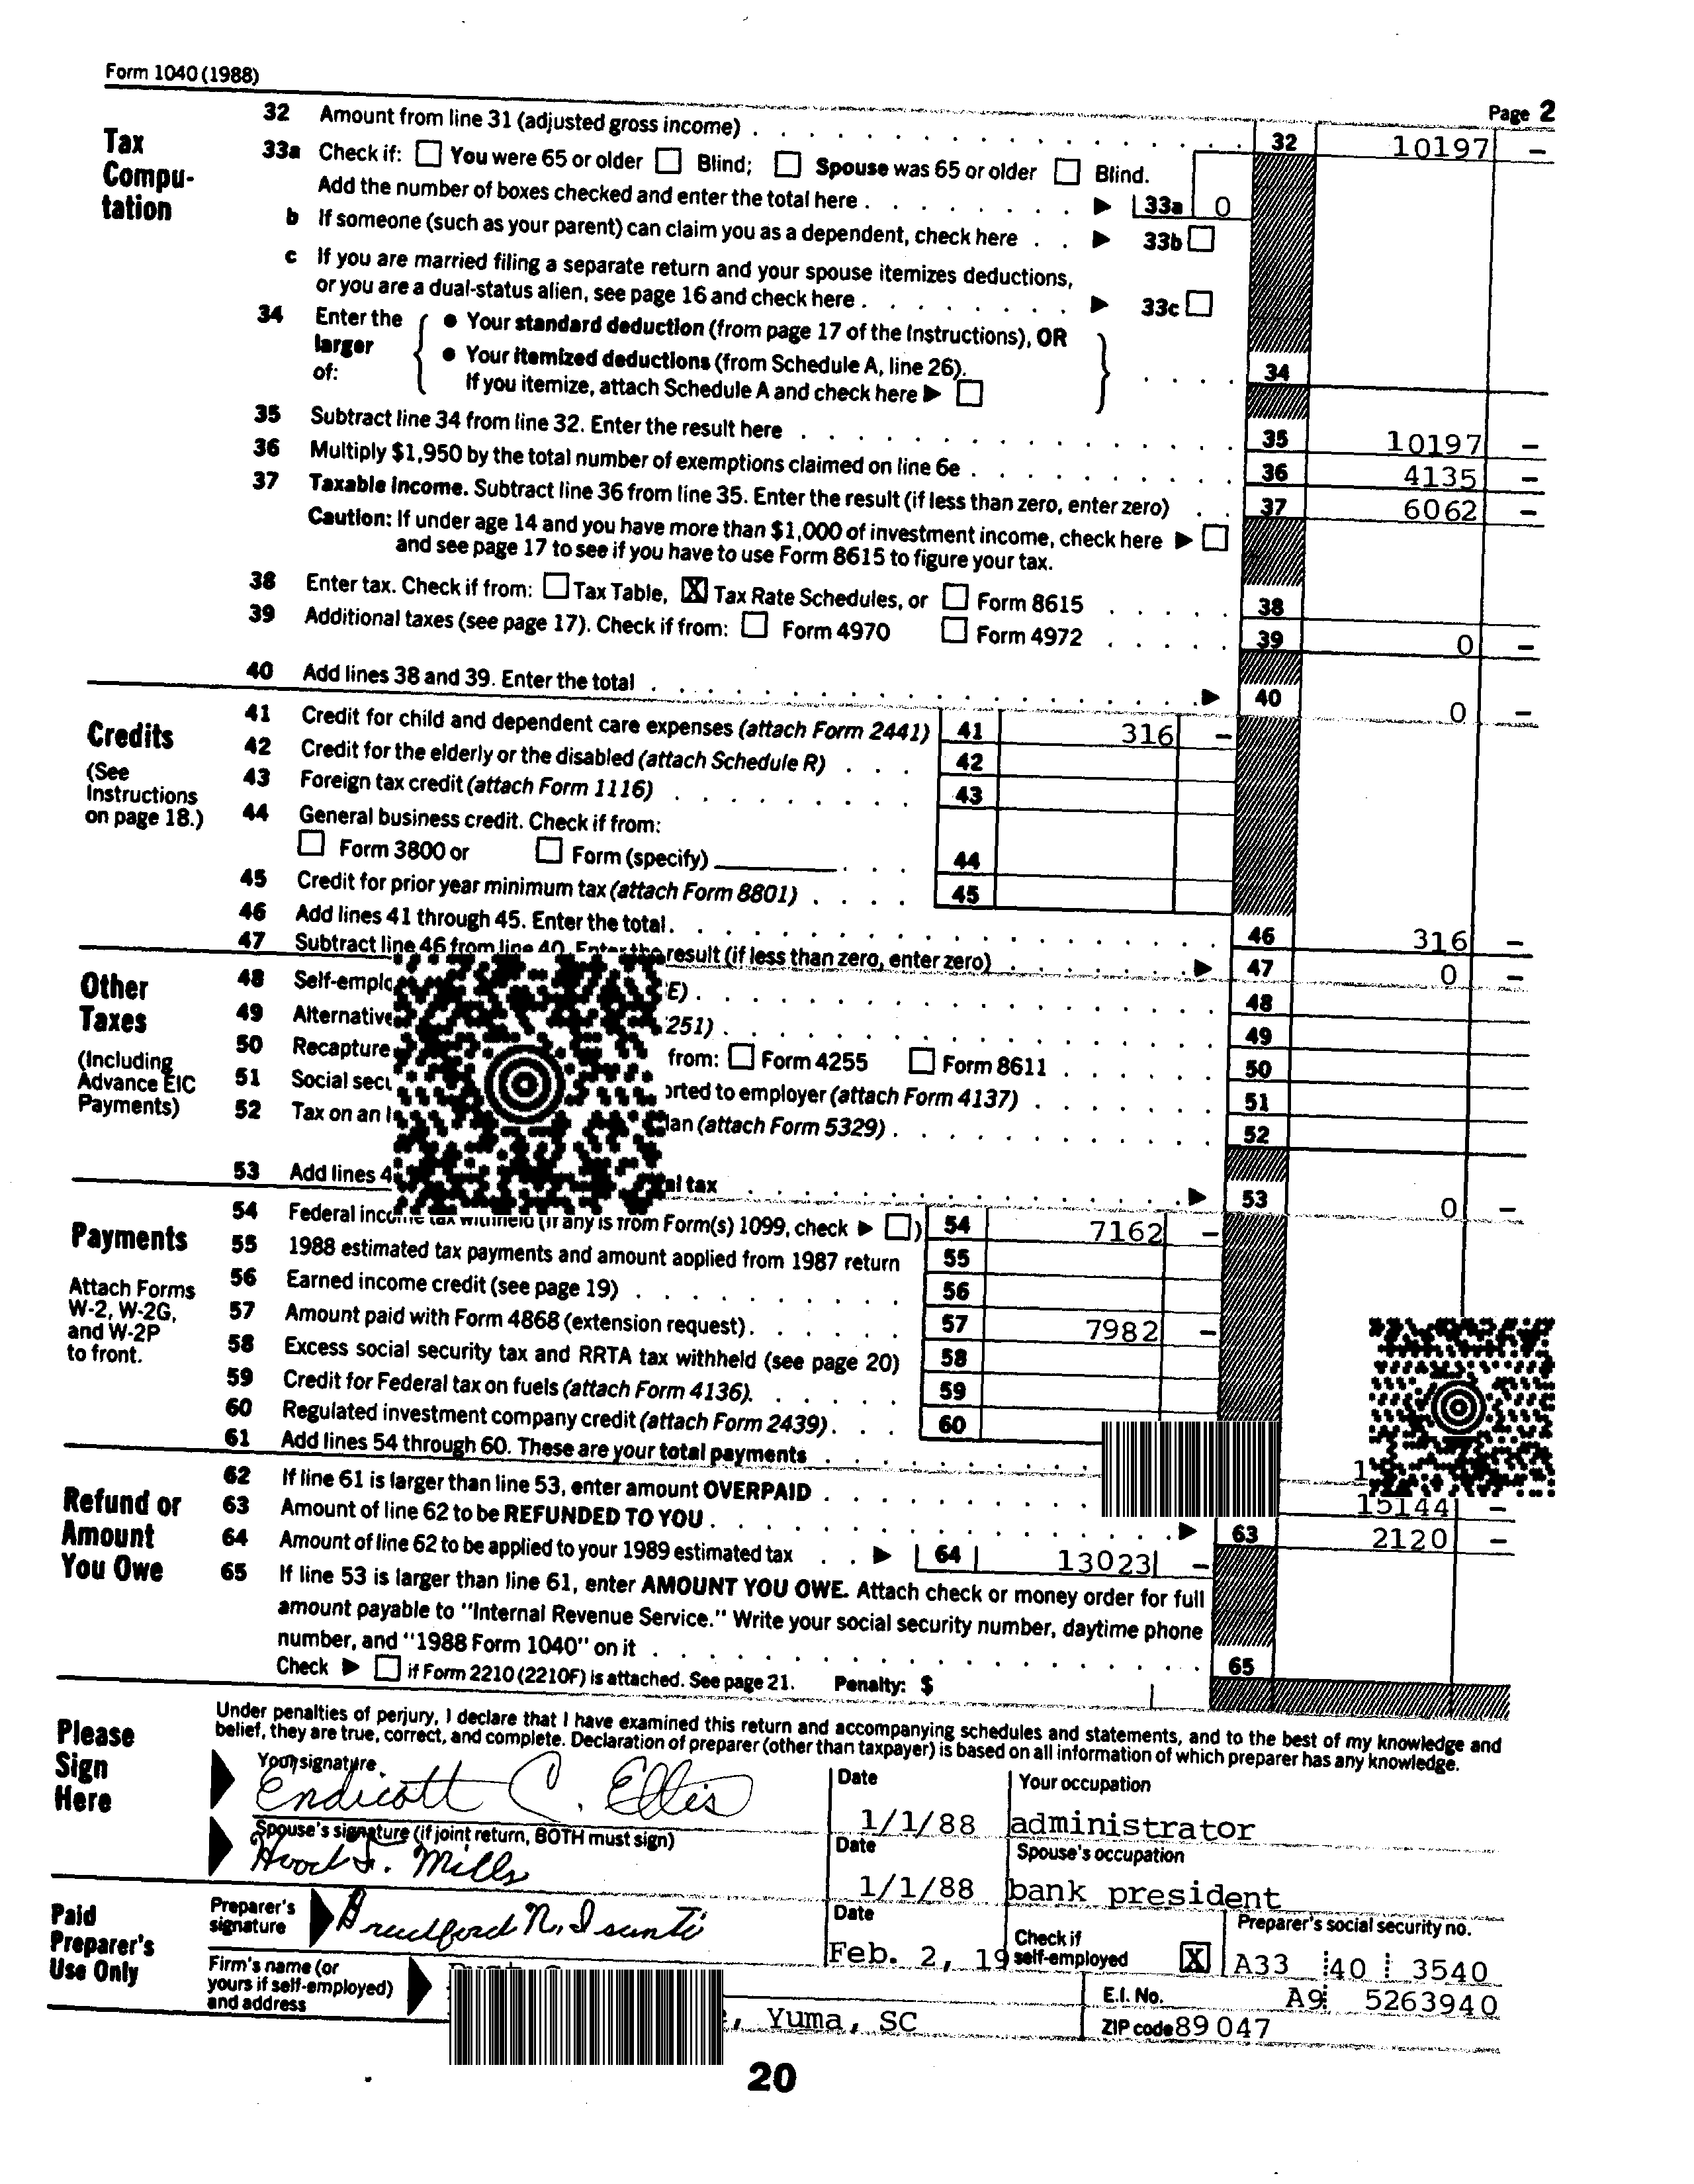 Form 1040 (1988)
Page 2
Tax Compu-tation
32 Amount from line 31 (adjusted gross income) . . . 32 10197 –
33a Check if: You were 65 or older Blind; Spouse was 65 or older Blind.
Add the number of boxes checked and enter the total here . . . 33a 0
b If someone (such as your parent) can claim you as a dependent, check here . . 33b
c If you are married filing a separate return and your spouse itemizes deductions,
or you are a dual-status alien, see page 16 and check here . . . 33c
34 Enter the larger of:
● Your standard deduction (from page 17 of the Instructions), OR
● Your itemized deductions (from Schedule A, line 26).
If you itemize, attach Schedule A and check here . . . 34
35 Subtract line 34 from line 32. Enter the result here . . . 35 10197 –
36 Multiply $1,950 by the total number of exemptions claimed on line 6e . . . 36 4135 –
37 Taxable income. Subtract line 36 from line 35. Enter the result (if less than zero, enter zero) . . 37 6062 –
Caution: If under age 14 and you have more than $1,000 of investment income, check here
and see page 17 to see if you have to use Form 8615 to figure your tax.
38 Enter tax. Check if from: Tax Table, X Tax Rate Schedules, or Form 8615 . . . 38
39 Additional taxes (see page 17). Check if from: Form 4970 Form 4972 . . . 39 0 –
40 Add lines 38 and 39. Enter the total . . . 40 0 –
Credits
(See Instructions on page 18.)
41 Credit for child and dependent care expenses (attach Form 2441) 41 316 –
42 Credit for the elderly or the disabled (attach Schedule R) . . . 42
43 Foreign tax credit (attach Form 1116) . . . 43
44 General business credit. Check if from:
Form 3800 or Form (specify) . . . 44
45 Credit for prior year minimum tax (attach Form 8801) . . . 45
46 Add lines 41 through 45. Enter the total. . . . 46 316 –
47 Subtract line 46 from line 40. Enter the result (if less than zero, enter zero) . . . 47 0 –
Other Taxes
(Including Advance EIC Payments)
48 E) . . . 48
49 Alternative 251) . . . 49
50 Recapture from: Form 4255 Form 8611 . . . 50
51 Social to employer (attach Form 4137) . . . 51
52 Tax on an (attach Form 5329) . . . 52
53 Add lines tax . . . 53 0 –
Payments
Attach Forms W-2, W-2G, and W-2P to front.
54 Federal income tax withheld (if any is from Form(s) 1099, check ) 54 7162 –
55 1988 estimated tax payments and amount applied from 1987 return 55
56 Earned income credit (see page 19) . . . 56
57 Amount paid with Form 4868 (extension request) . . . 57 7982 –
58 Excess social security tax and RRTA tax withheld (see page 20) 58
59 Credit for Federal tax on fuels (attach Form 4136). . . . 59
60 Regulated investment company credit (attach Form 2439) . . . 60
61 Add lines 54 through 60. These are your total payments . . .
Refund or Amount You Owe
62 If line 61 is larger than line 53, enter amount OVERPAID . . . 15144 –
63 Amount of line 62 to be REFUNDED TO YOU . . . 63 2120 –
64 Amount of line 62 to be applied to your 1989 estimated tax . . 64 13023 –
65 If line 53 is larger than line 61, enter AMOUNT YOU OWE. Attach check or money order for full
amount payable to "Internal Revenue Service." Write your social security number, daytime phone
number, and "1988 Form 1040" on it . . . 65
Check if Form 2210 (2210F) is attached. See page 21. Penalty: $
Please Sign Here
Under penalties of perjury, I declare that I have examined this return and accompanying schedules and statements, and to the best of my knowledge and
belief, they are true, correct, and complete. Declaration of preparer (other than taxpayer) is based on all information of which preparer has any knowledge.
Your signature Date Your occupation
Endicott C. Ellis 1/1/88 administrator
Spouse's signature (if joint return, BOTH must sign) Date Spouse's occupation
Mills 1/1/88 bank president
Paid Preparer's Use Only
Preparer's signature Date Check if self-employed X Preparer's social security no.
N. Isunti Feb. 2, 19 A33 40 3540
Firm's name (or yours if self-employed) and address
E.I. No. A9 5263940
, Yuma, SC ZIP code 89047
20